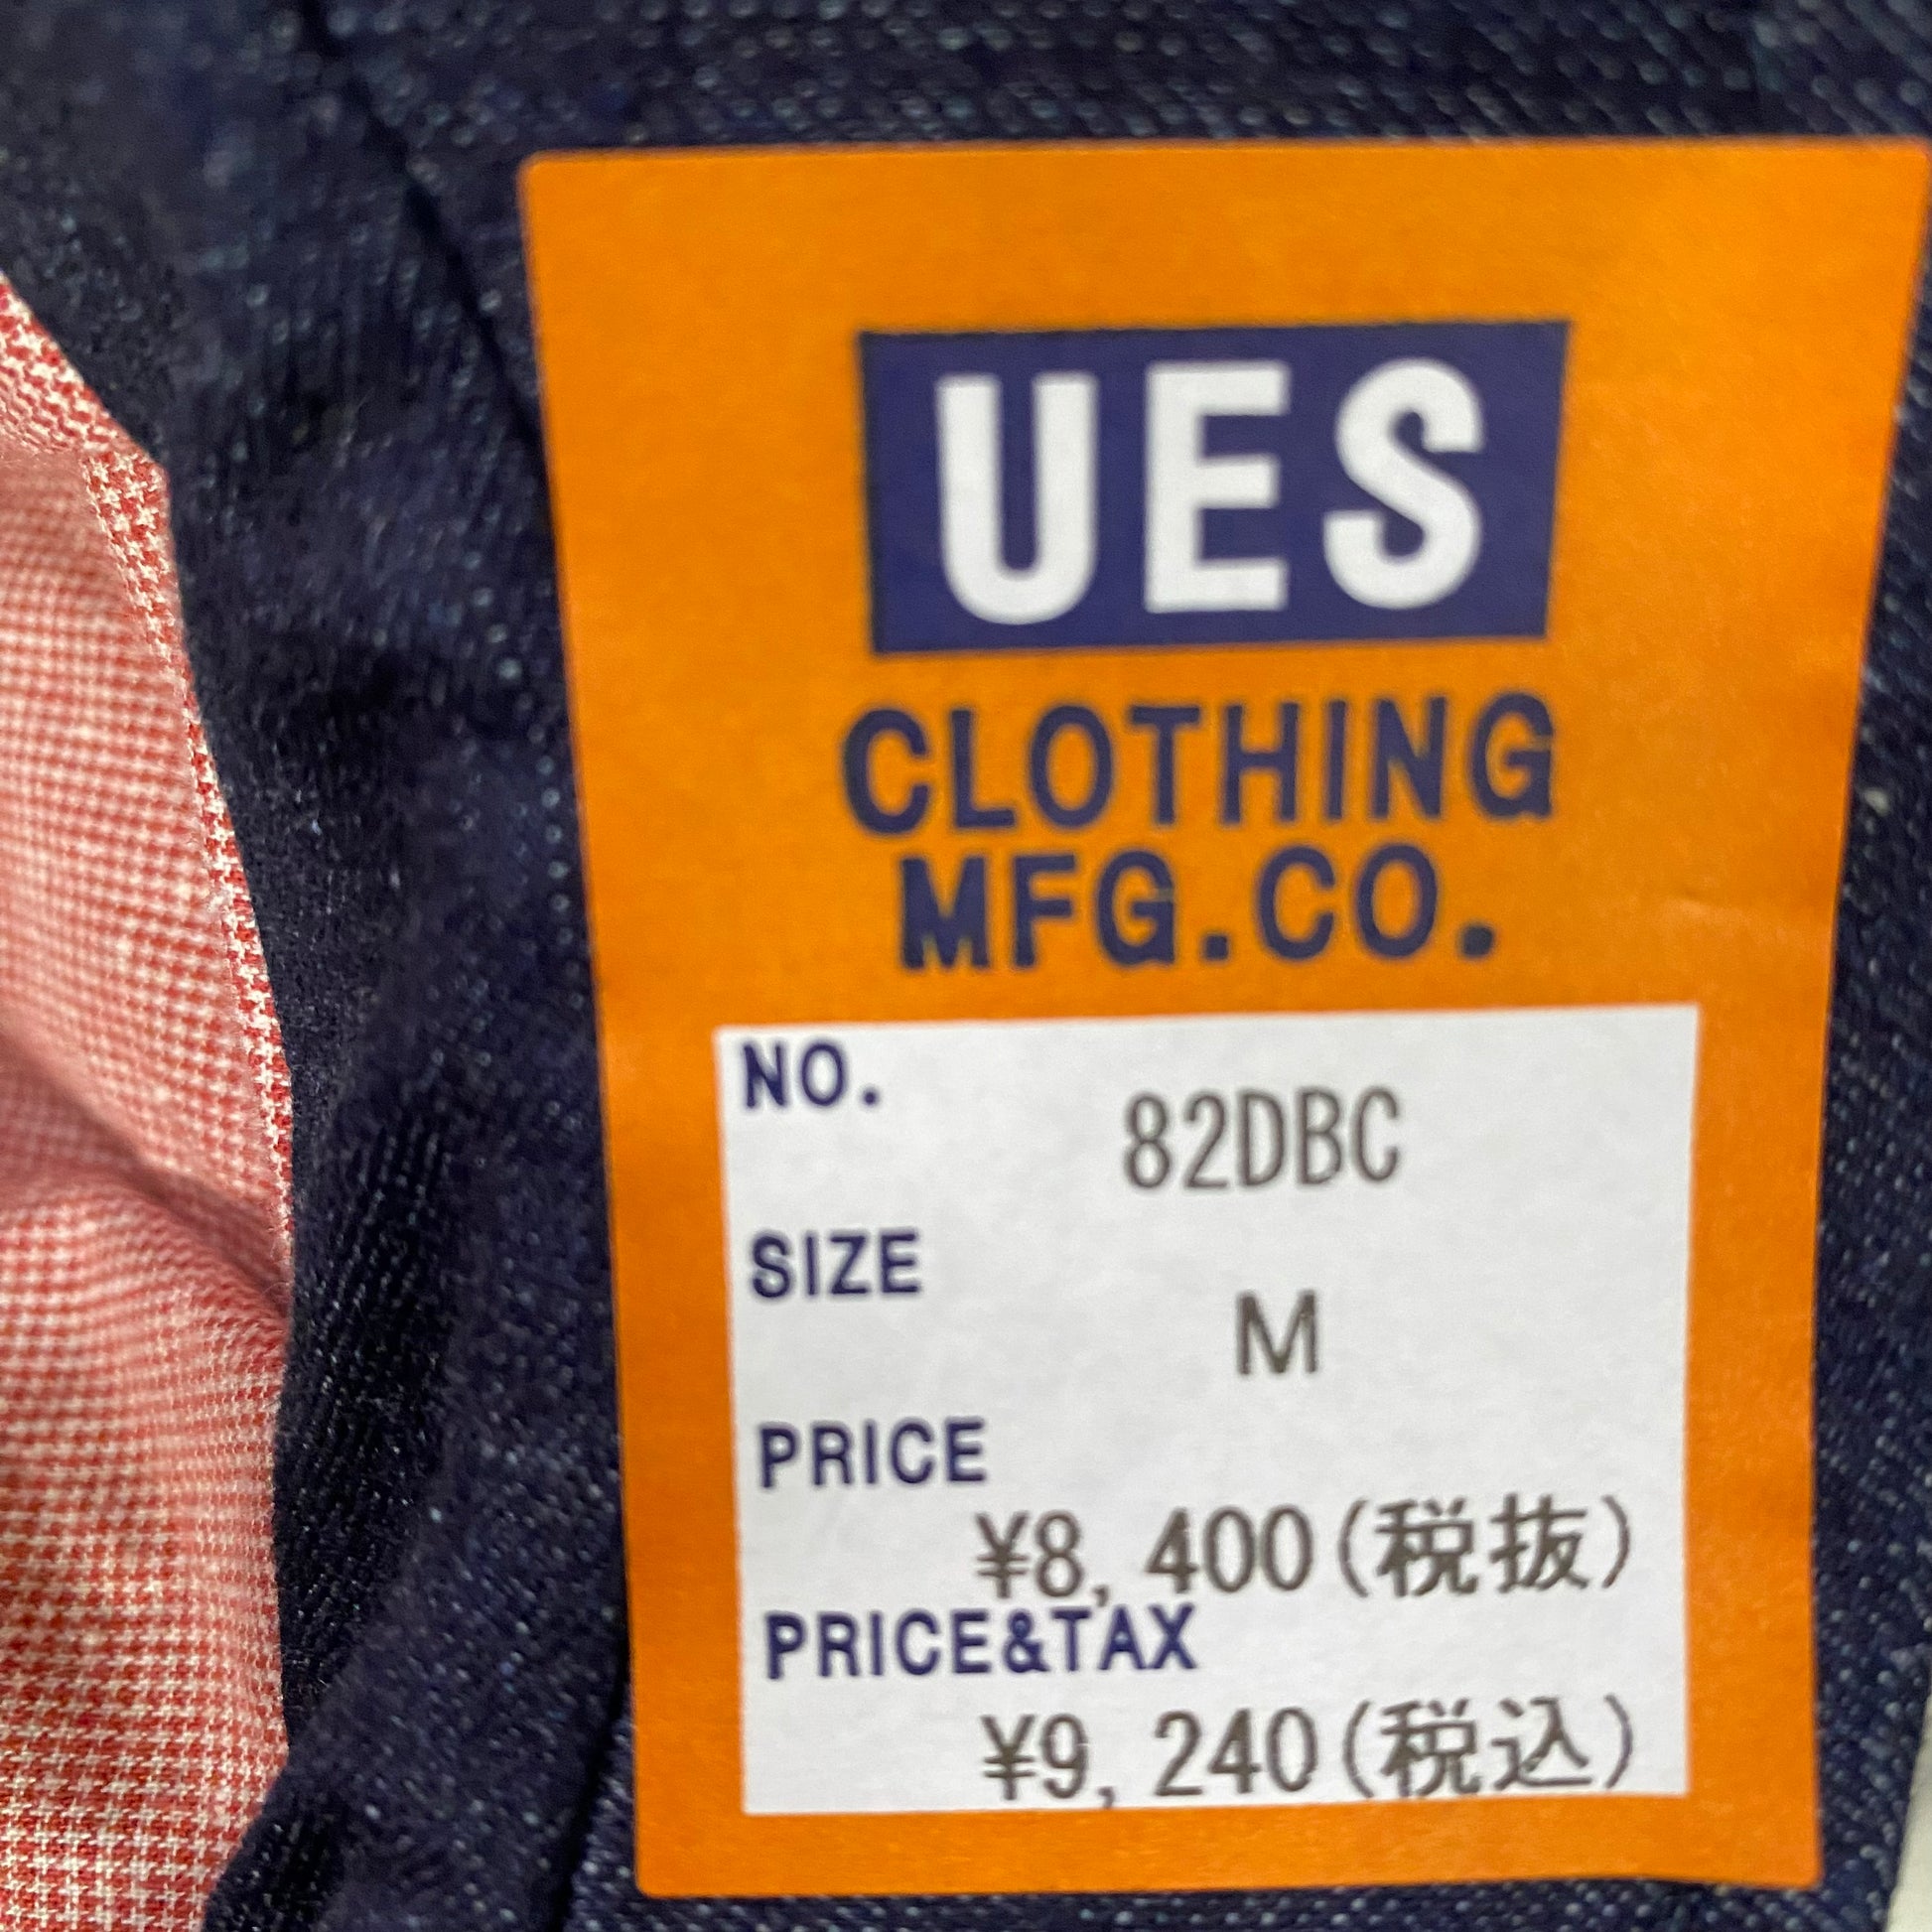 UES
CLOTHING
MFG.CO.
NO.
82DBC
SIZE
M
PRICE
¥8,400(税抜)
PRICE&TAX
¥9,240(税込)